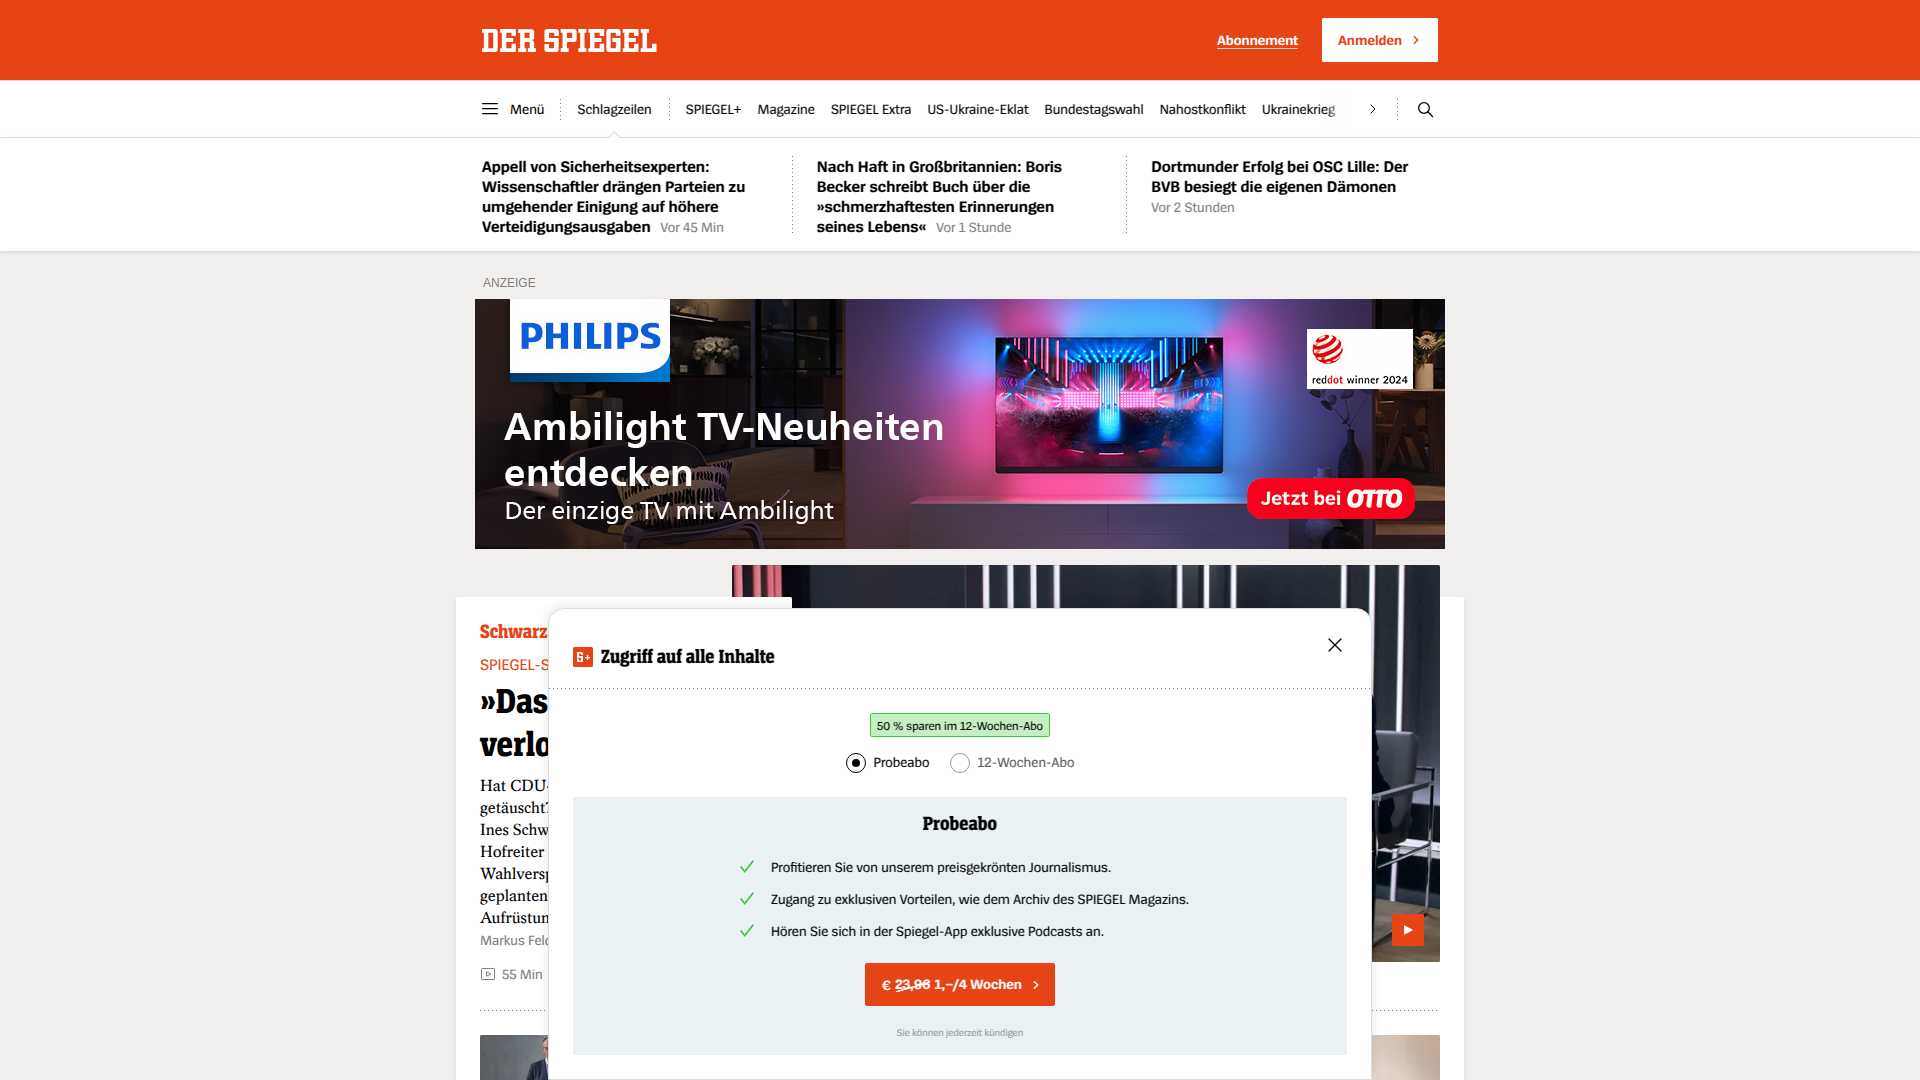 DER SPIEGEL
Abonnement
Anmelden
Menü
Schlagzeilen
SPIEGEL+
Magazine
SPIEGEL Extra
US-Ukraine-Eklat
Bundestagswahl
Nahostkonflikt
Ukrainekrieg
Appell von Sicherheitsexperten:
Wissenschaftler drängen Parteien zu
umgehender Einigung auf höhere
Verteidigungsausgaben Vor 45 Min
Nach Haft in Großbritannien: Boris
Becker schreibt Buch über die
»schmerzhaftesten Erinnerungen
seines Lebens« Vor 1 Stunde
Dortmunder Erfolg bei OSC Lille: Der
BVB besiegt die eigenen Dämonen
Vor 2 Stunden
ANZEIGE
PHILIPS
reddot winner 2024
Ambilight TV-Neuheiten
entdecken
Der einzige TV mit Ambilight
Jetzt bei OTTO
Schwarz
SPIEGEL-S
»Das
verlo
Hat CDU-
getäuscht?
Ines Schw
Hofreiter
Wahlversp
geplanten
Aufrüstun
Markus Feld
55 Min
Zugriff auf alle Inhalte
50 % sparen im 12-Wochen-Abo
Probeabo
12-Wochen-Abo
Probeabo
Profitieren Sie von unserem preisgekrönten Journalismus.
Zugang zu exklusiven Vorteilen, wie dem Archiv des SPIEGEL Magazins.
Hören Sie sich in der Spiegel-App exklusive Podcasts an.
€ 23,96 1,–/4 Wochen
Sie können jederzeit kündigen